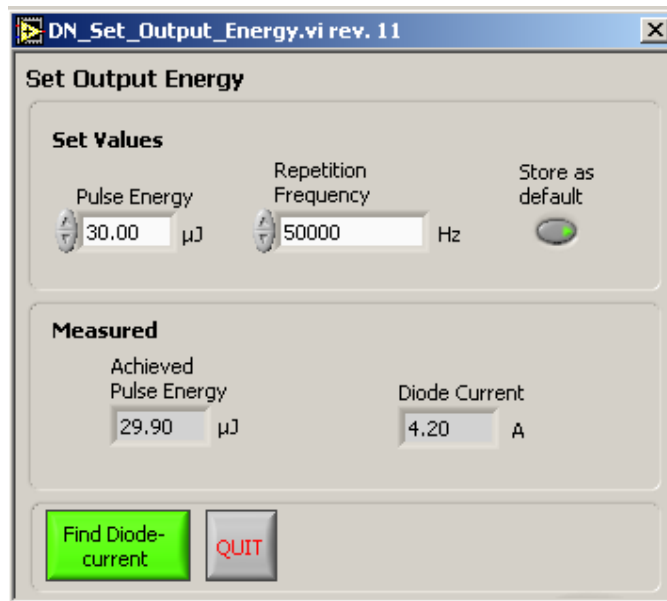 DN_Set_Output_Energy.vi rev. 11
Set Output Energy
Set Values
Pulse Energy
30.00 µJ
Repetition
Frequency
50000 Hz
Store as
default
Measured
Achieved
Pulse Energy
29.90 µJ
Diode Current
4.20 A
Find Diode-
current
QUIT